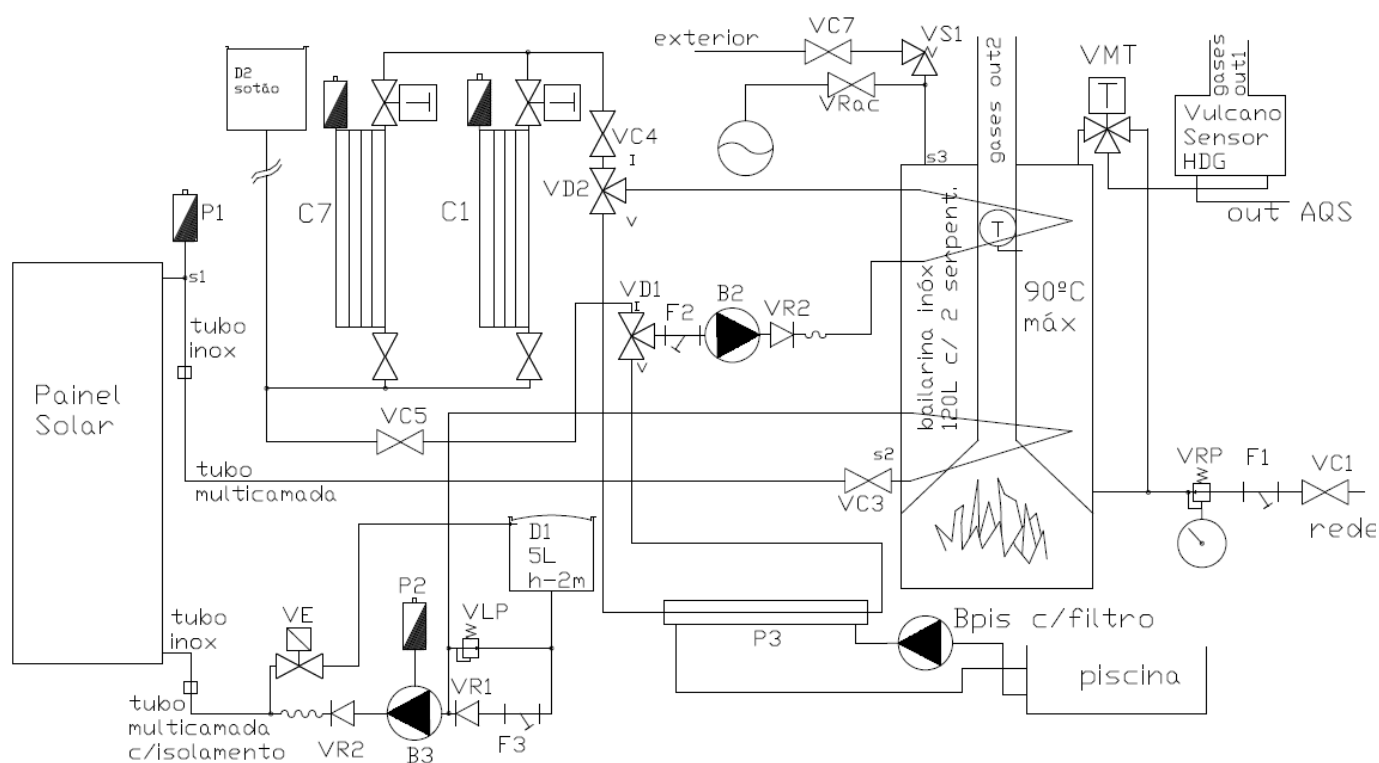 exterior
VC7
VS1
gases out2
VMT
T
gases
out1
Vulcano
Sensor
HDG
out AQS
D2
sotão
VRac
VC4
I
VD2
V
s3
P1
C7
C1
s1
tubo
inox
VD1
I
V
F2
B2
VR2
bailarina inóx
120L c/ 2 serpent.
T
90ºC
máx
Painel
Solar
VC5
tubo
multicamada
s2
VC3
VRP
F1
VC1
rede
D1
5L
h-2m
P2
VLP
VE
tubo
inox
P3
Bpis c/filtro
piscina
tubo
multicamada
c/isolamento
VR2
B3
VR1
F3